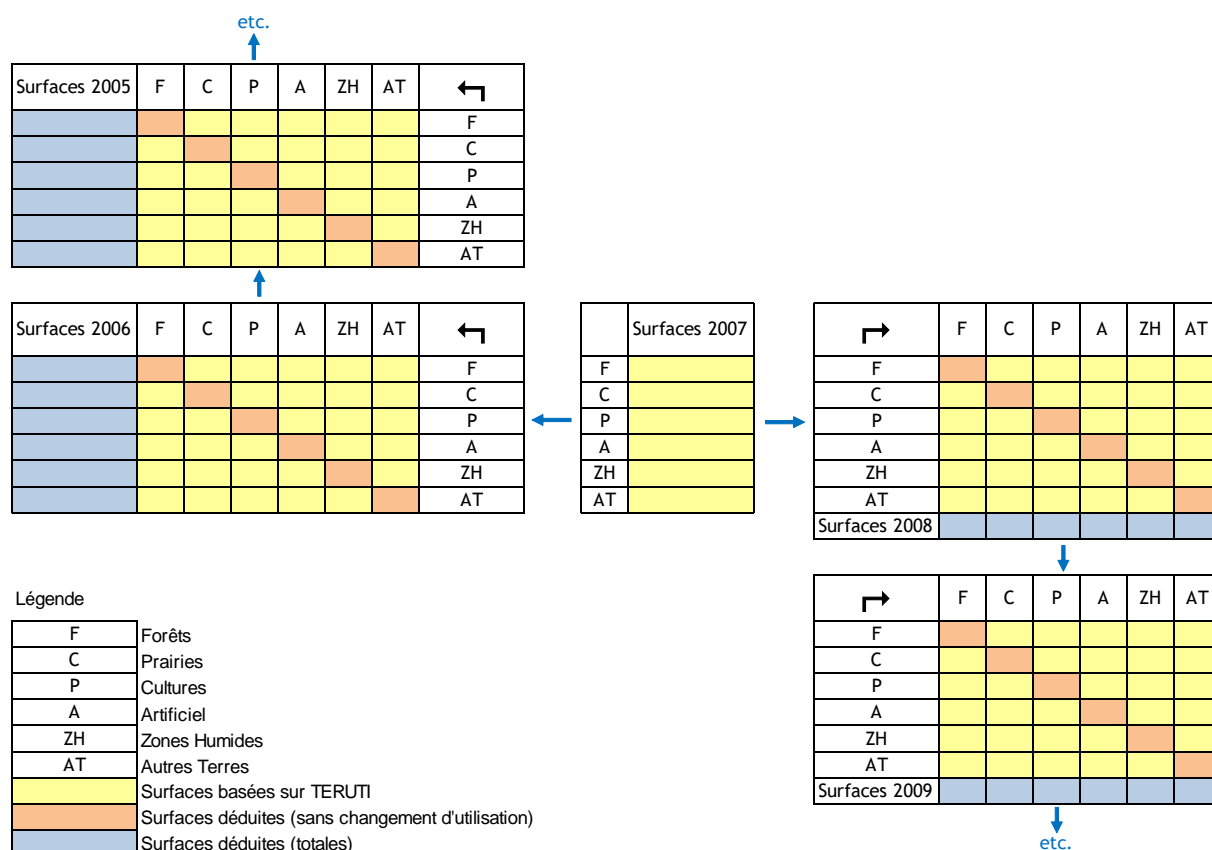 etc.
Surfaces 2005 F C P A ZH AT
F
C
P
A
ZH
AT
Surfaces 2006 F C P A ZH AT
F
C
P
A
ZH
AT
Surfaces 2007
F
C
P
A
ZH
AT
F C P A ZH AT
F
C
P
A
ZH
AT
Surfaces 2008
F C P A ZH AT
F
C
P
A
ZH
AT
Surfaces 2009
etc.
Légende
F Forêts
C Prairies
P Cultures
A Artificiel
ZH Zones Humides
AT Autres Terres
Surfaces basées sur TERUTI
Surfaces déduites (sans changement d'utilisation)
Surfaces déduites (totales)